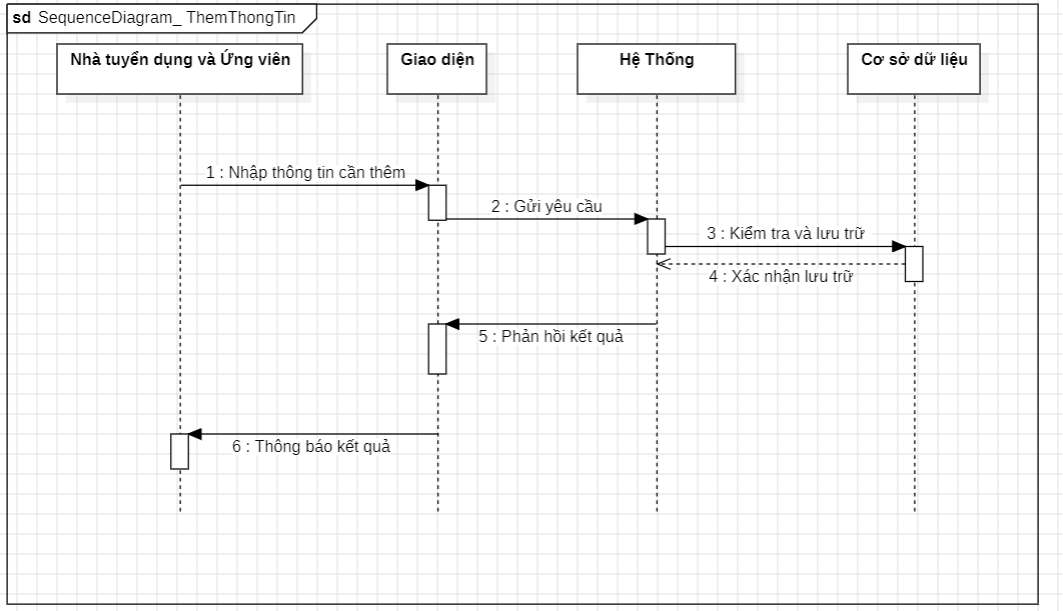 sd SequenceDiagram_ ThemThongTin
Nhà tuyển dụng và Ứng viên
Giao diện
Hệ Thống
Cơ sở dữ liệu
1 : Nhập thông tin cần thêm
2 : Gửi yêu cầu
3 : Kiểm tra và lưu trữ
4 : Xác nhận lưu trữ
5 : Phản hồi kết quả
6 : Thông báo kết quả